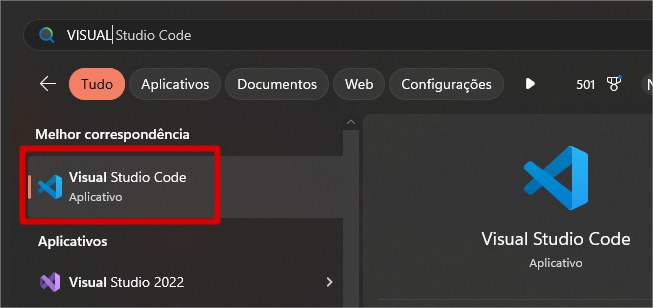 VISUAL Studio Code
Tudo Aplicativos Documentos Web Configurações 501 N
Melhor correspondência
Visual Studio Code
Aplicativo
Aplicativos
Visual Studio 2022
Visual Studio Code
Aplicativo